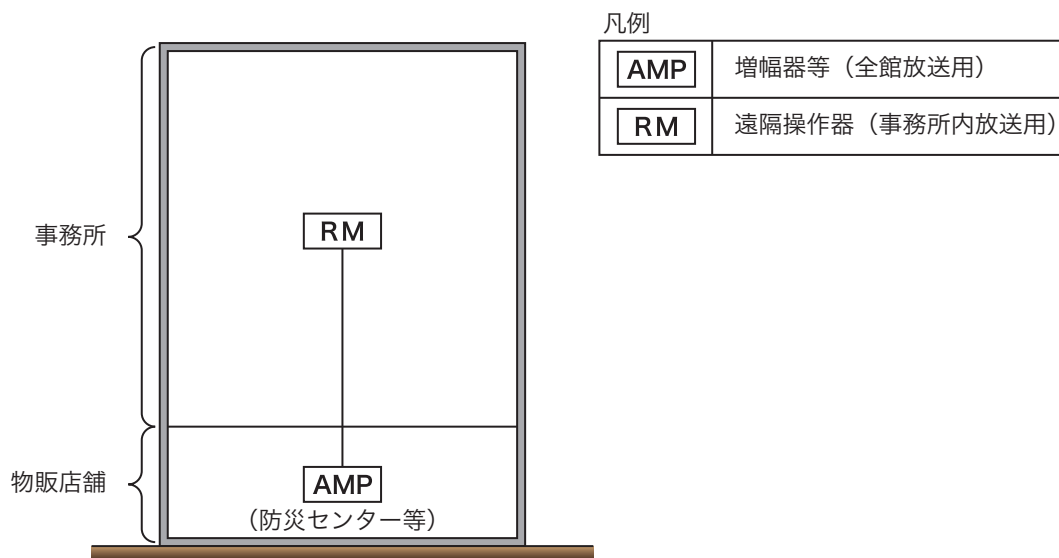 凡例
AMP 増幅器等（全館放送用）
RM 遠隔操作器（事務所内放送用）
事務所
RM
物販店舗
AMP
（防災センター等）